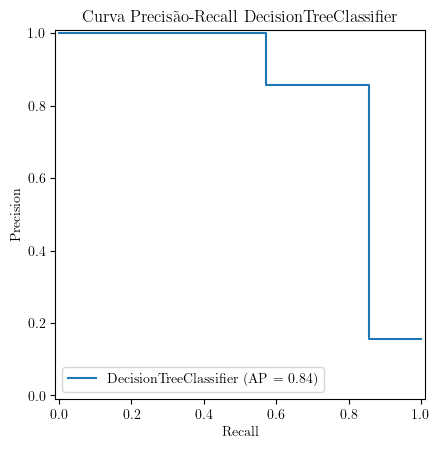 Curva Precisão-Recall DecisionTreeClassifier
1.0
0.8
0.6
0.4
0.2
0.0
Precision
DecisionTreeClassifier (AP = 0.84)
0.0 0.2 0.4 0.6 0.8 1.0
Recall